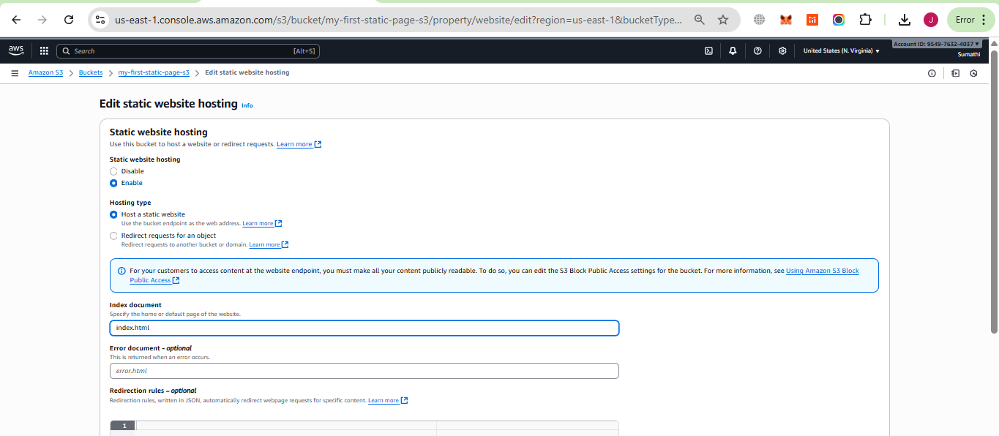 us-east-1.console.aws.amazon.com/s3/bucket/my-first-static-page-s3/property/website/edit?region=us-east-1&bucketType...
J
Error
aws
Search
[Alt+S]
United States (N. Virginia) ▼
Account ID: 9549-7632-4037 ▼
Sumathi
Amazon S3 > Buckets > my-first-static-page-s3 > Edit static website hosting
Edit static website hosting Info
Static website hosting
Use this bucket to host a website or redirect requests. Learn more
Static website hosting
Disable
Enable
Hosting type
Host a static website
Use the bucket endpoint as the web address. Learn more
Redirect requests for an object
Redirect requests to another bucket or domain. Learn more
For your customers to access content at the website endpoint, you must make all your content publicly readable. To do so, you can edit the S3 Block Public Access settings for the bucket. For more information, see Using Amazon S3 Block
Public Access
Index document
Specify the home or default page of the website.
index.html
Error document - optional
This is returned when an error occurs.
error.html
Redirection rules – optional
Redirection rules, written in JSON, automatically redirect webpage requests for specific content. Learn more
1